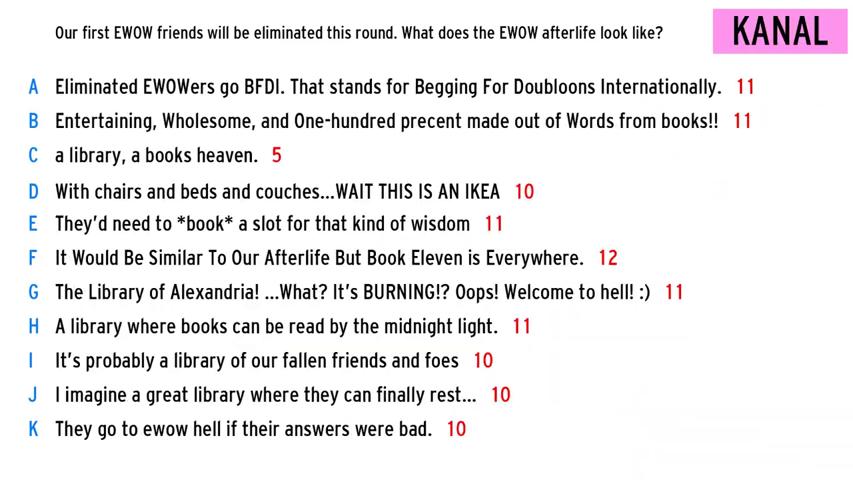 Our first EWOW friends will be eliminated this round. What does the EWOW afterlife look like?
KANAL
A Eliminated EWOWers go BFDI. That stands for Begging For Doubloons Internationally. 11
B Entertaining, Wholesome, and One-hundred precent made out of Words from books!! 11
C a library, a books heaven. 5
D With chairs and beds and couches...WAIT THIS IS AN IKEA 10
E They'd need to *book* a slot for that kind of wisdom 11
F It Would Be Similar To Our Afterlife But Book Eleven is Everywhere. 12
G The Library of Alexandria! ...What? It's BURNING!? Oops! Welcome to hell! :) 11
H A library where books can be read by the midnight light. 11
I It's probably a library of our fallen friends and foes 10
J I imagine a great library where they can finally rest... 10
K They go to ewow hell if their answers were bad. 10